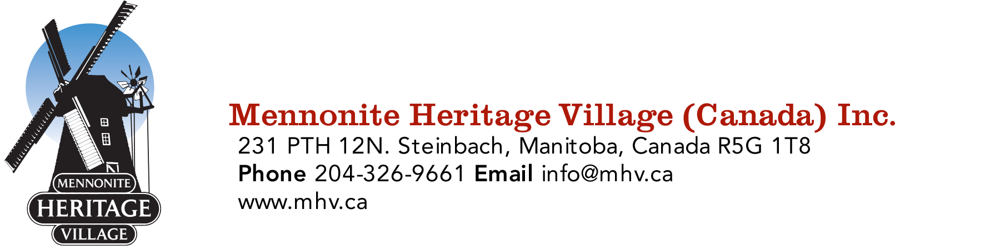 MENNONITE
HERITAGE
VILLAGE
Mennonite Heritage Village (Canada) Inc.
231 PTH 12N. Steinbach, Manitoba, Canada R5G 1T8
Phone 204-326-9661 Email info@mhv.ca
www.mhv.ca